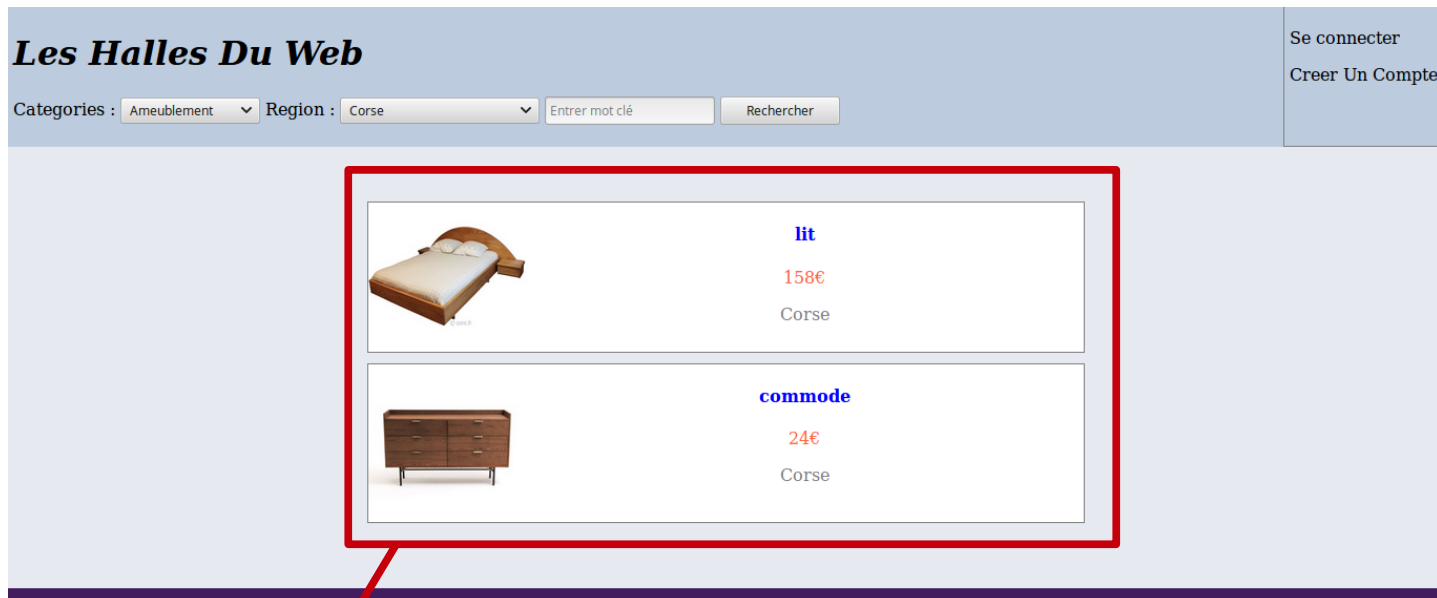 Les Halles Du Web
Se connecter
Creer Un Compte
Categories : Ameublement Region : Corse Entrer mot clé Rechercher
lit
158€
Corse
commode
24€
Corse